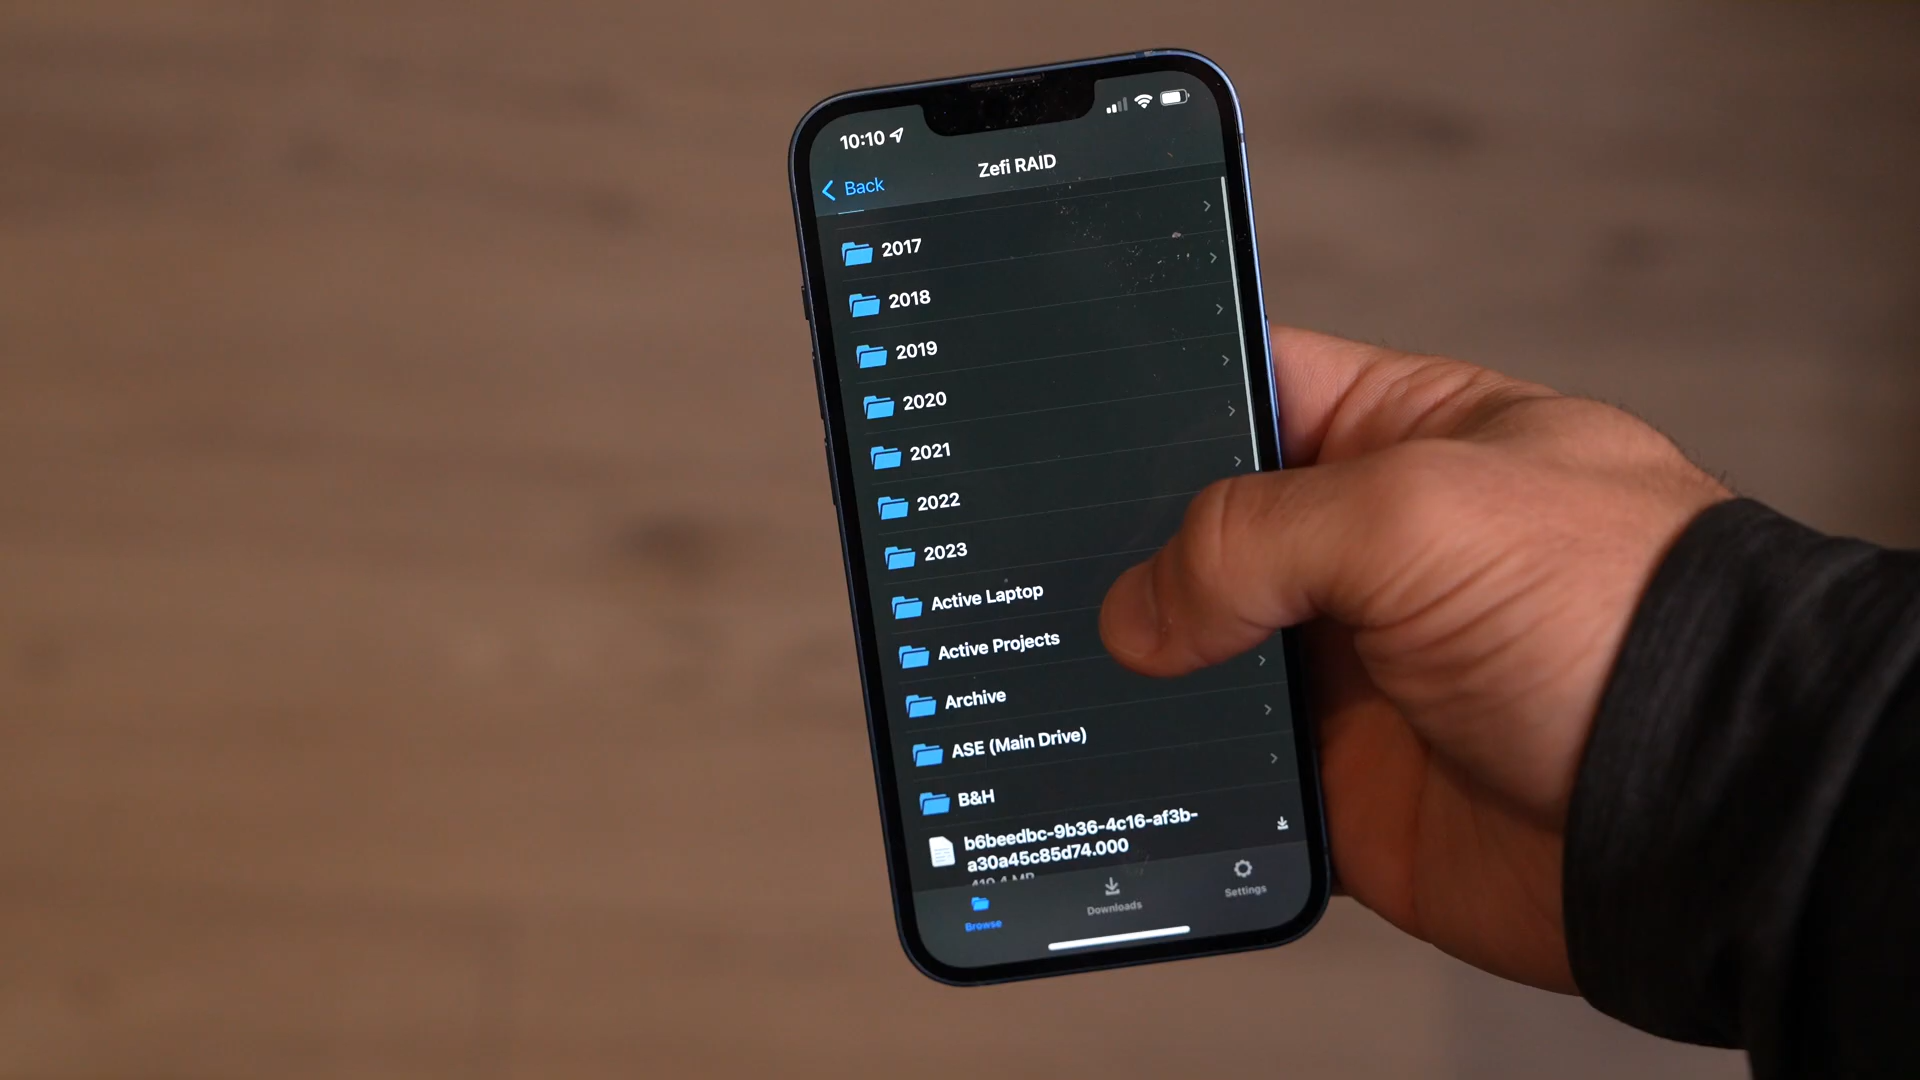 10:10
Zefi RAID
Back
2017
2018
2019
2020
2021
2022
2023
Active Laptop
Active Projects
Archive
ASE (Main Drive)
B&H
b6beedbc-9b36-4c16-af3b-
a30a45c85d74.000
Browse
Downloads
Settings